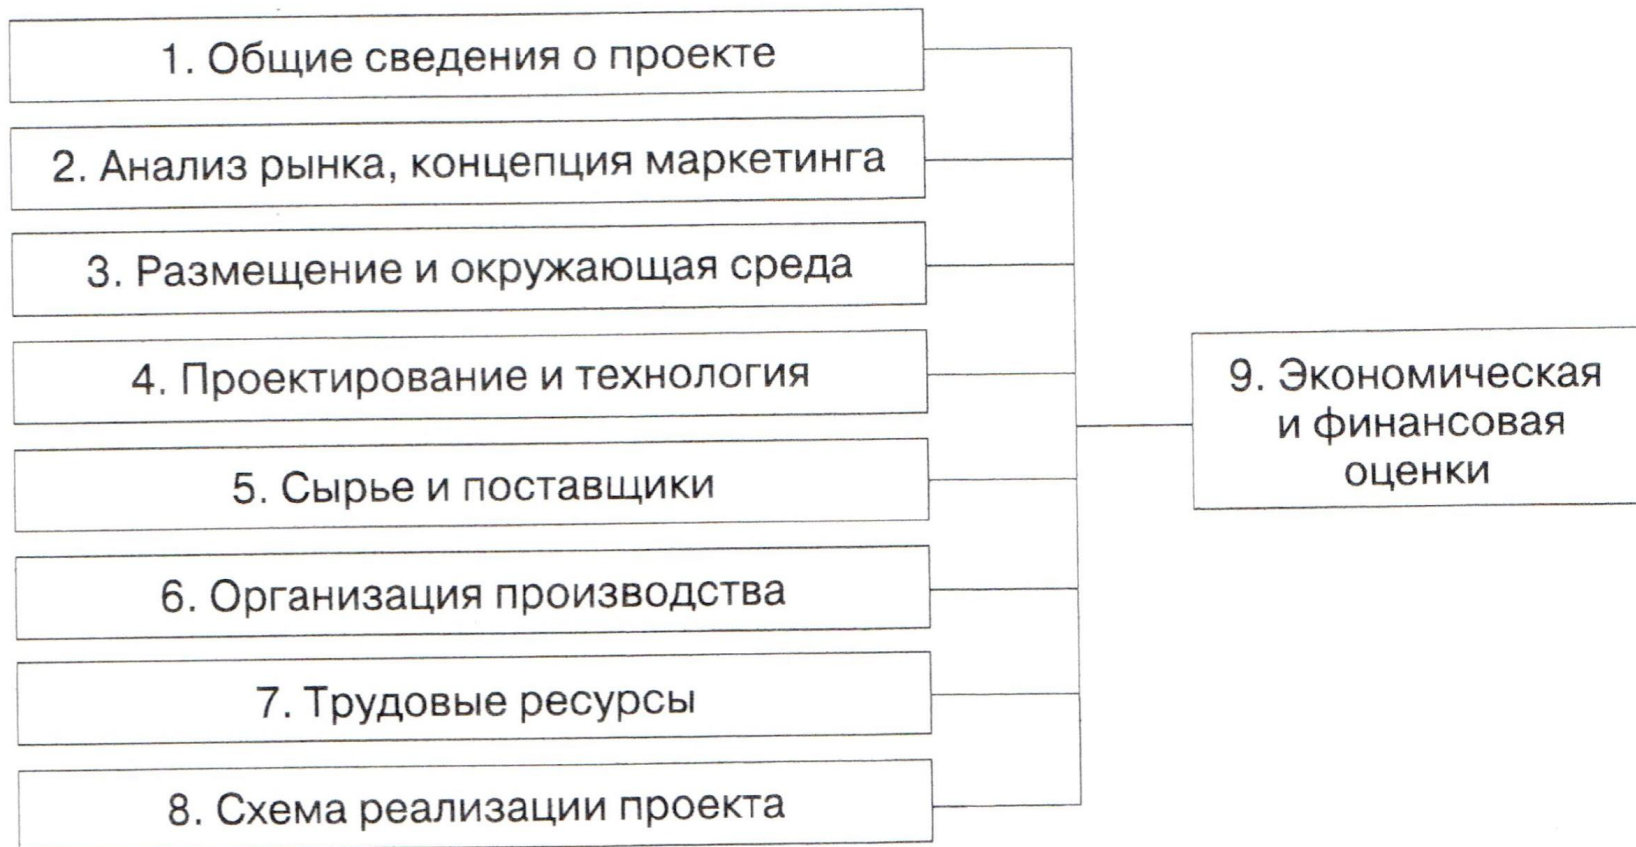 1. Общие сведения о проекте
2. Анализ рынка, концепция маркетинга
3. Размещение и окружающая среда
4. Проектирование и технология
5. Сырье и поставщики
6. Организация производства
7. Трудовые ресурсы
8. Схема реализации проекта
9. Экономическая
и финансовая
оценки